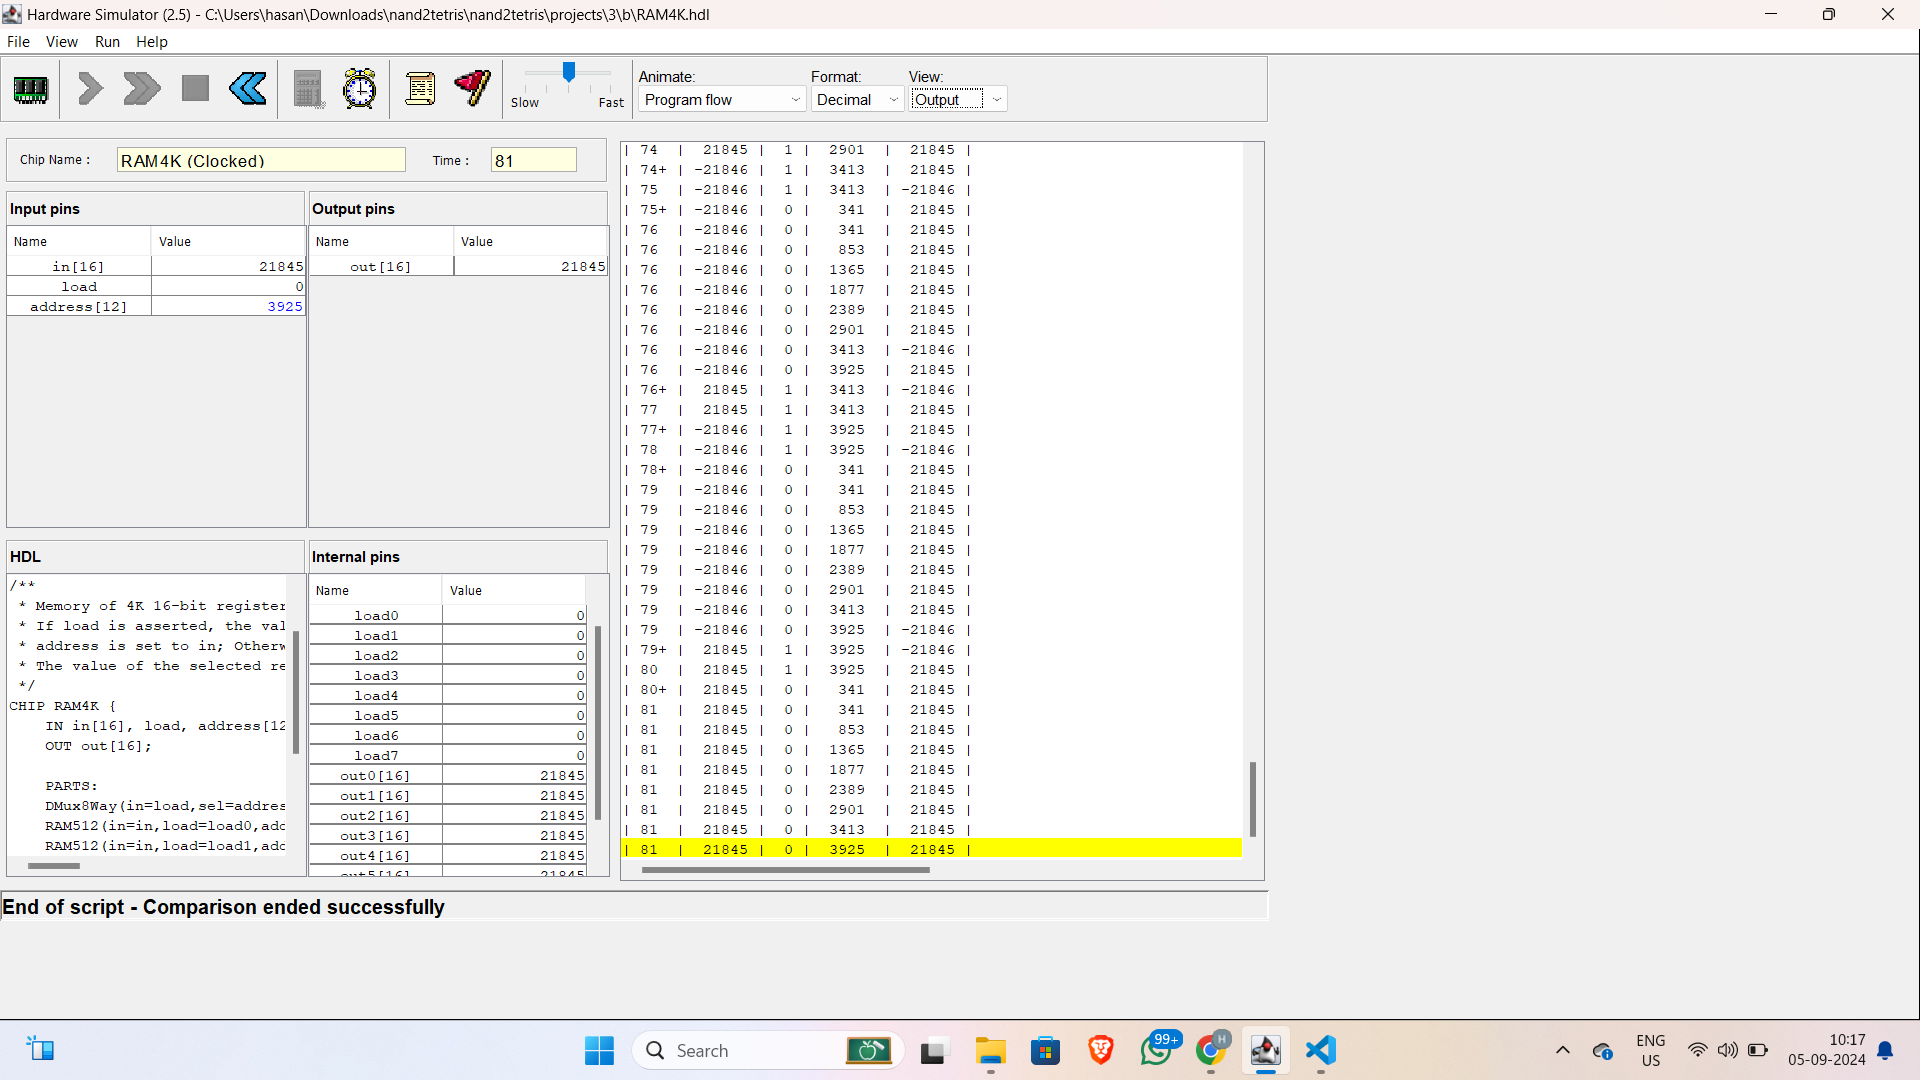 Hardware Simulator (2.5) - C:\Users\hasan\Downloads\nand2tetris\nand2tetris\projects\3\b\RAM4K.hdl
File View Run Help
Slow Fast
Animate: Format: View:
Program flow Decimal Output
Chip Name : RAM4K (Clocked) Time : 81
Input pins
Name Value
in[16] 21845
load 0
address[12] 3925
Output pins
Name Value
out[16] 21845
HDL
/**
* Memory of 4K 16-bit register
* If load is asserted, the val
* address is set to in; Otherw
* The value of the selected re
*/
CHIP RAM4K {
IN in[16], load, address[12
OUT out[16];
PARTS:
DMux8Way(in=load,sel=addres
RAM512(in=in,load=load0,add
RAM512(in=in,load=load1,add
Internal pins
Name Value
load0 0
load1 0
load2 0
load3 0
load4 0
load5 0
load6 0
load7 0
out0[16] 21845
out1[16] 21845
out2[16] 21845
out3[16] 21845
out4[16] 21845
out5[16] 21845
| 74 | 21845 | 1 | 2901 | 21845 |
| 74+ | -21846 | 1 | 3413 | 21845 |
| 75 | -21846 | 1 | 3413 | -21846 |
| 75+ | -21846 | 0 | 341 | 21845 |
| 76 | -21846 | 0 | 341 | 21845 |
| 76 | -21846 | 0 | 853 | 21845 |
| 76 | -21846 | 0 | 1365 | 21845 |
| 76 | -21846 | 0 | 1877 | 21845 |
| 76 | -21846 | 0 | 2389 | 21845 |
| 76 | -21846 | 0 | 2901 | 21845 |
| 76 | -21846 | 0 | 3413 | -21846 |
| 76 | -21846 | 0 | 3925 | 21845 |
| 76+ | 21845 | 1 | 3413 | -21846 |
| 77 | 21845 | 1 | 3413 | 21845 |
| 77+ | -21846 | 1 | 3925 | 21845 |
| 78 | -21846 | 1 | 3925 | -21846 |
| 78+ | -21846 | 0 | 341 | 21845 |
| 79 | -21846 | 0 | 341 | 21845 |
| 79 | -21846 | 0 | 853 | 21845 |
| 79 | -21846 | 0 | 1365 | 21845 |
| 79 | -21846 | 0 | 1877 | 21845 |
| 79 | -21846 | 0 | 2389 | 21845 |
| 79 | -21846 | 0 | 2901 | 21845 |
| 79 | -21846 | 0 | 3413 | 21845 |
| 79 | -21846 | 0 | 3925 | -21846 |
| 79+ | 21845 | 1 | 3925 | -21846 |
| 80 | 21845 | 1 | 3925 | 21845 |
| 80+ | 21845 | 0 | 341 | 21845 |
| 81 | 21845 | 0 | 341 | 21845 |
| 81 | 21845 | 0 | 853 | 21845 |
| 81 | 21845 | 0 | 1365 | 21845 |
| 81 | 21845 | 0 | 1877 | 21845 |
| 81 | 21845 | 0 | 2389 | 21845 |
| 81 | 21845 | 0 | 2901 | 21845 |
| 81 | 21845 | 0 | 3413 | 21845 |
| 81 | 21845 | 0 | 3925 | 21845 |
End of script - Comparison ended successfully
Search
99+
H
ENG
US
10:17
05-09-2024